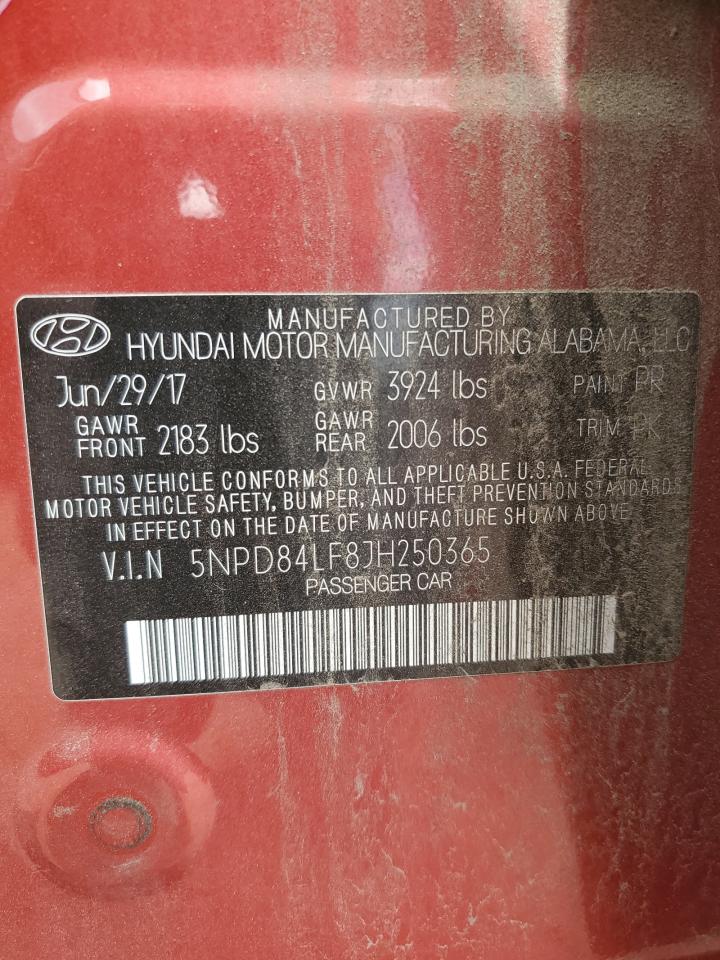 MANUFACTURED BY
HYUNDAI MOTOR MANUFACTURING ALABAMA, LLC
Jun/29/17 GVWR 3924 lbs PAINT PR
GAWR FRONT 2183 lbs GAWR REAR 2006 lbs TRIM PK
THIS VEHICLE CONFORMS TO ALL APPLICABLE U.S.A. FEDERAL
MOTOR VEHICLE SAFETY, BUMPER, AND THEFT PREVENTION STANDARDS
IN EFFECT ON THE DATE OF MANUFACTURE SHOWN ABOVE
V.I.N 5NPD84LF8JH250365
PASSENGER CAR